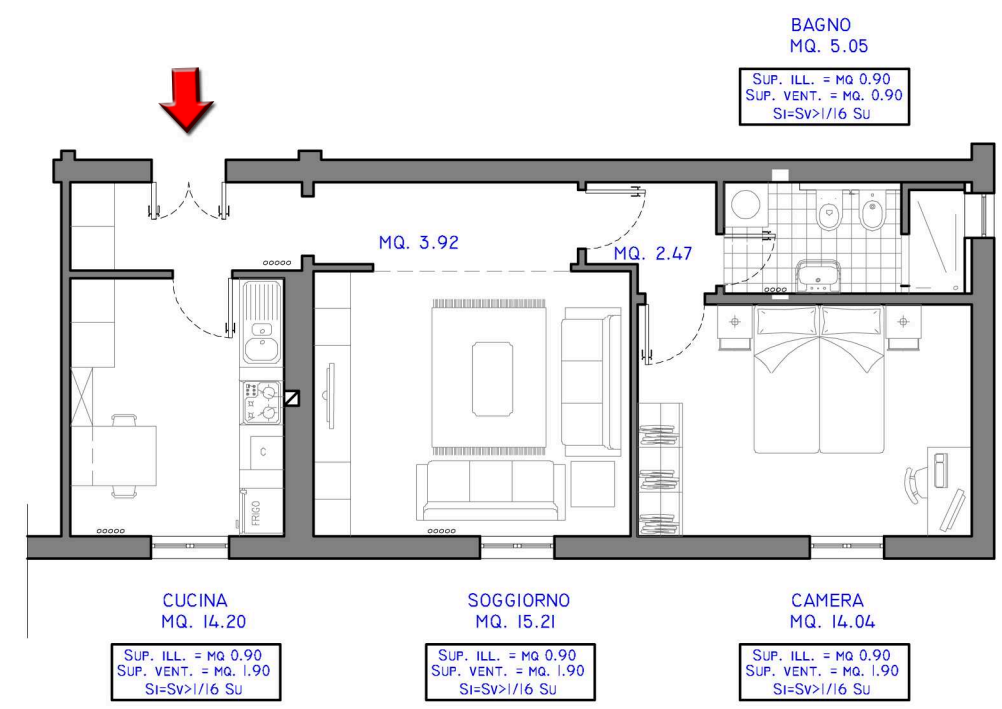 BAGNO
MQ. 5.05
SUP. ILL. = MQ 0.90
SUP. VENT. = MQ. 0.90
SI=SV>1/16 SU
MQ. 3.92
MQ. 2.47
C
FRIGO
CUCINA
MQ. 14.20
SUP. ILL. = MQ 0.90
SUP. VENT. = MQ. 1.90
SI=SV>1/16 SU
SOGGIORNO
MQ. 15.21
SUP. ILL. = MQ 0.90
SUP. VENT. = MQ. 1.90
SI=SV>1/16 SU
CAMERA
MQ. 14.04
SUP. ILL. = MQ 0.90
SUP. VENT. = MQ. 1.90
SI=SV>1/16 SU